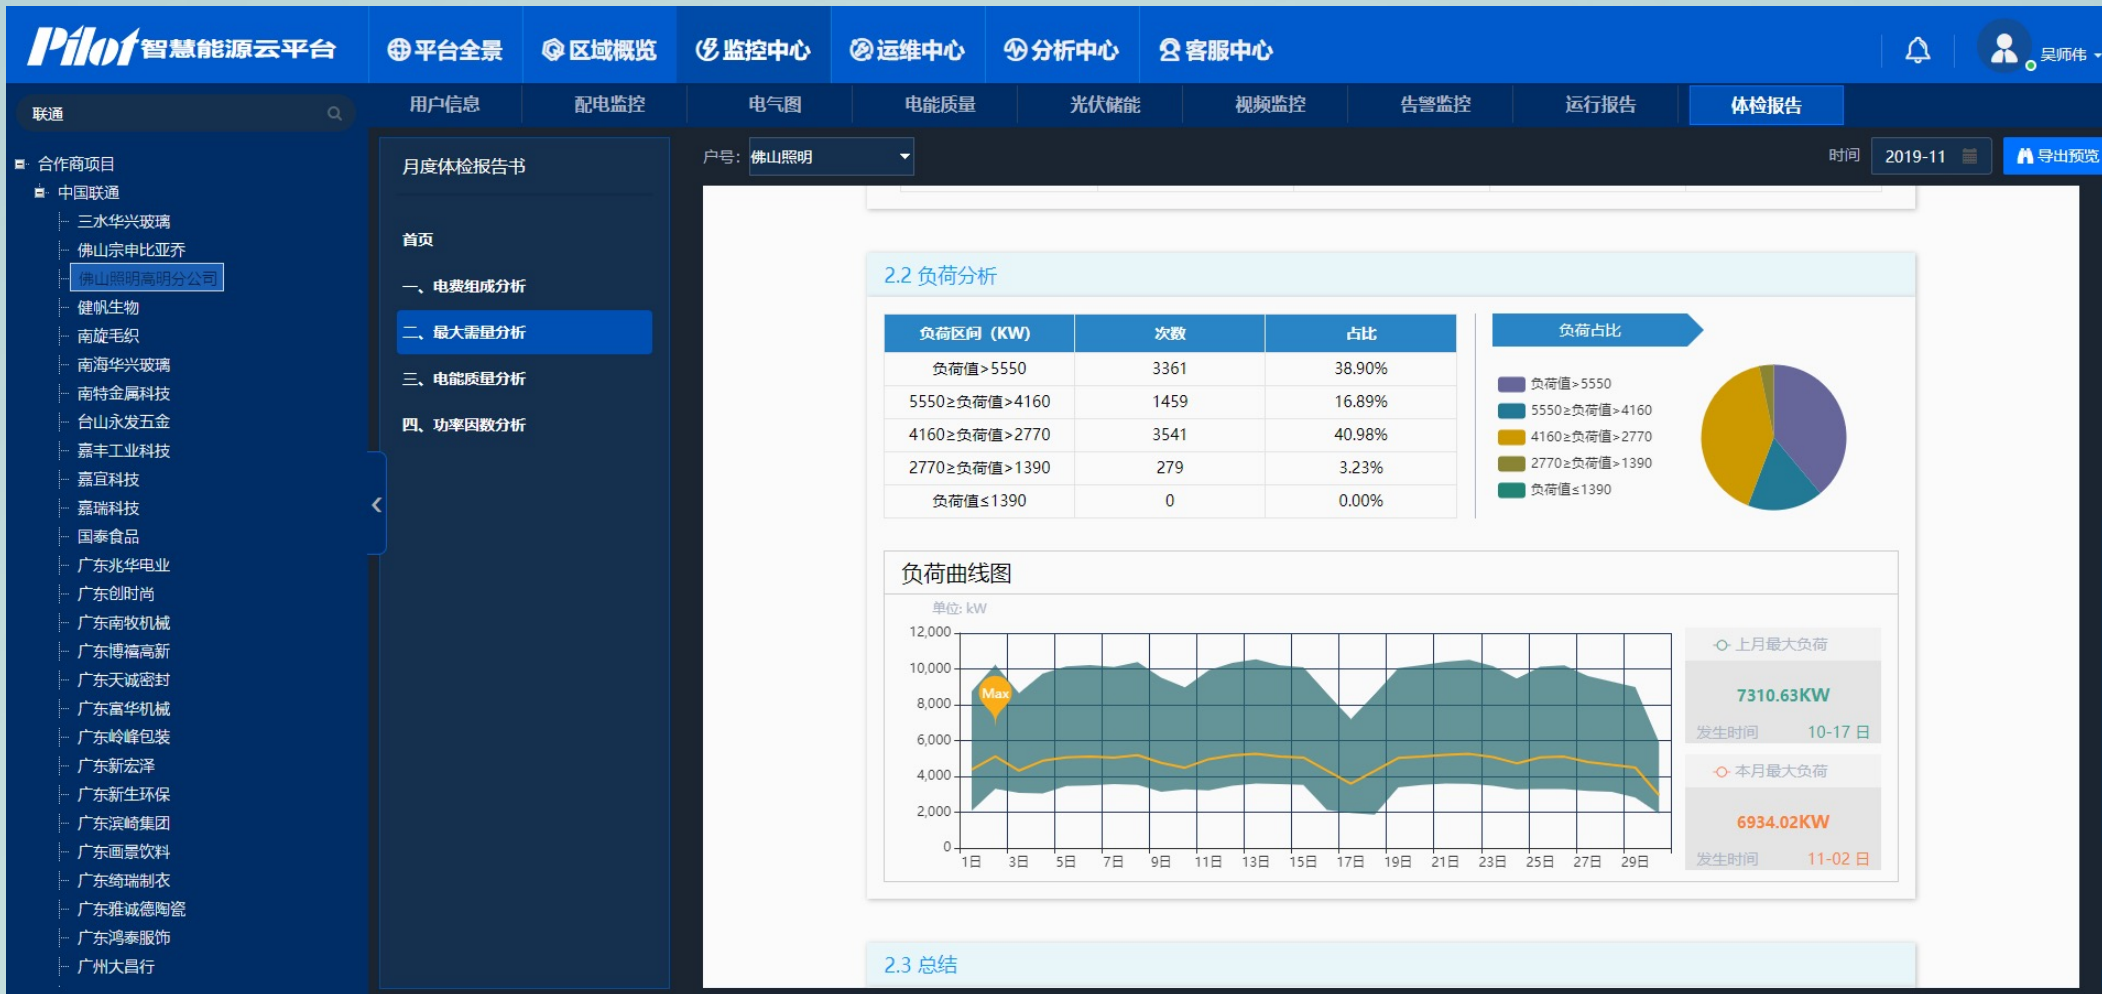 Pilot 智慧能源云平台
平台全景
区域概览
监控中心
运维中心
分析中心
客服中心
吴师伟
联通
用户信息
配电监控
电气图
电能质量
光伏储能
视频监控
告警监控
运行报告
体检报告
合作商项目
中国联通
三水华兴玻璃
佛山宗申比亚乔
佛山照明高明分公司
健帆生物
南旋毛织
南海华兴玻璃
南特金属科技
台山永发五金
嘉丰工业科技
嘉宜科技
嘉瑞科技
国泰食品
广东兆华电业
广东创时尚
广东南牧机械
广东博禧高新
广东天诚密封
广东富华机械
广东岭峰包装
广东新宏泽
广东新生环保
广东滨崎集团
广东画景饮料
广东绮瑞制衣
广东雅诚德陶瓷
广东鸿泰服饰
广州大昌行
月度体检报告书
首页
一、电费组成分析
二、最大需量分析
三、电能质量分析
四、功率因数分析
户号: 佛山照明
时间 2019-11
导出预览
2.2 负荷分析
负荷区间（KW） 次数 占比
负荷值>5550 3361 38.90%
5550≥负荷值>4160 1459 16.89%
4160≥负荷值>2770 3541 40.98%
2770≥负荷值>1390 279 3.23%
负荷值≤1390 0 0.00%
负荷占比
负荷值>5550
5550≥负荷值>4160
4160≥负荷值>2770
2770≥负荷值>1390
负荷值≤1390
负荷曲线图
单位: kW
12,000
10,000
8,000
6,000
4,000
2,000
0
Max
1日 3日 5日 7日 9日 11日 13日 15日 17日 19日 21日 23日 25日 27日 29日
上月最大负荷
7310.63KW
发生时间 10-17 日
本月最大负荷
6934.02KW
发生时间 11-02 日
2.3 总结